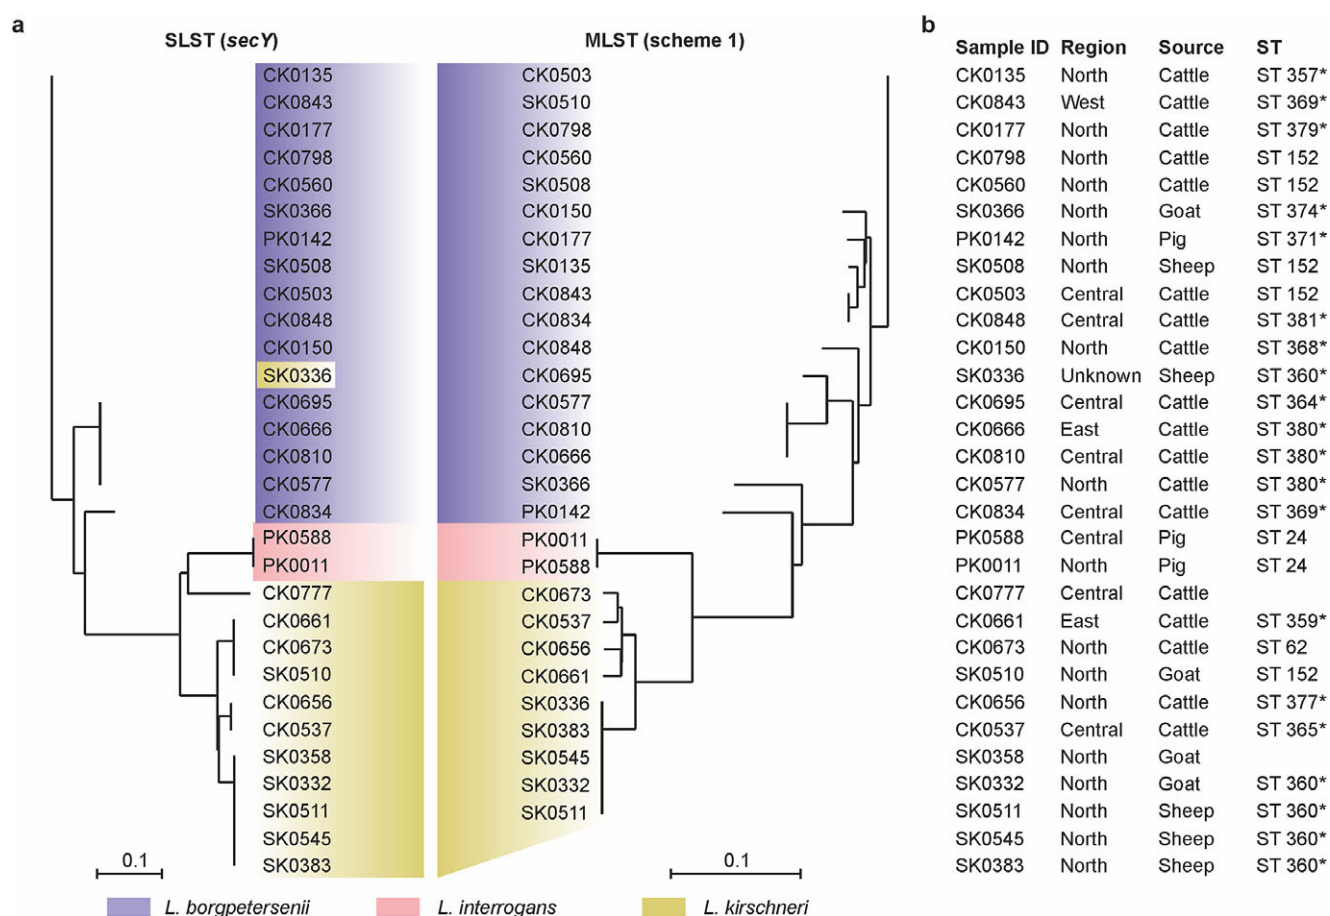 a
SLST (secY)
MLST (scheme 1)
CK0135
CK0843
CK0177
CK0798
CK0560
SK0366
PK0142
SK0508
CK0503
CK0848
CK0150
SK0336
CK0695
CK0666
CK0810
CK0577
CK0834
PK0588
PK0011
CK0777
CK0661
CK0673
SK0510
CK0656
CK0537
SK0358
SK0332
SK0511
SK0545
SK0383
0.1
CK0503
SK0510
CK0798
CK0560
SK0508
CK0150
CK0177
SK0135
CK0843
CK0834
CK0848
CK0695
CK0577
CK0810
CK0666
SK0366
PK0142
PK0011
PK0588
CK0673
CK0537
CK0656
CK0661
SK0336
SK0383
SK0545
SK0332
SK0511
0.1
L. borgpetersenii
L. interrogans
L. kirschneri
b
Sample ID Region Source ST
CK0135 North Cattle ST 357*
CK0843 West Cattle ST 369*
CK0177 North Cattle ST 379*
CK0798 North Cattle ST 152
CK0560 North Cattle ST 152
SK0366 North Goat ST 374*
PK0142 North Pig ST 371*
SK0508 North Sheep ST 152
CK0503 Central Cattle ST 152
CK0848 Central Cattle ST 381*
CK0150 North Cattle ST 368*
SK0336 Unknown Sheep ST 360*
CK0695 Central Cattle ST 364*
CK0666 East Cattle ST 380*
CK0810 Central Cattle ST 380*
CK0577 North Cattle ST 380*
CK0834 Central Cattle ST 369*
PK0588 Central Pig ST 24
PK0011 North Pig ST 24
CK0777 Central Cattle
CK0661 East Cattle ST 359*
CK0673 North Cattle ST 62
SK0510 North Goat ST 152
CK0656 North Cattle ST 377*
CK0537 Central Cattle ST 365*
SK0358 North Goat
SK0332 North Goat ST 360*
SK0511 North Sheep ST 360*
SK0545 North Sheep ST 360*
SK0383 North Sheep ST 360*